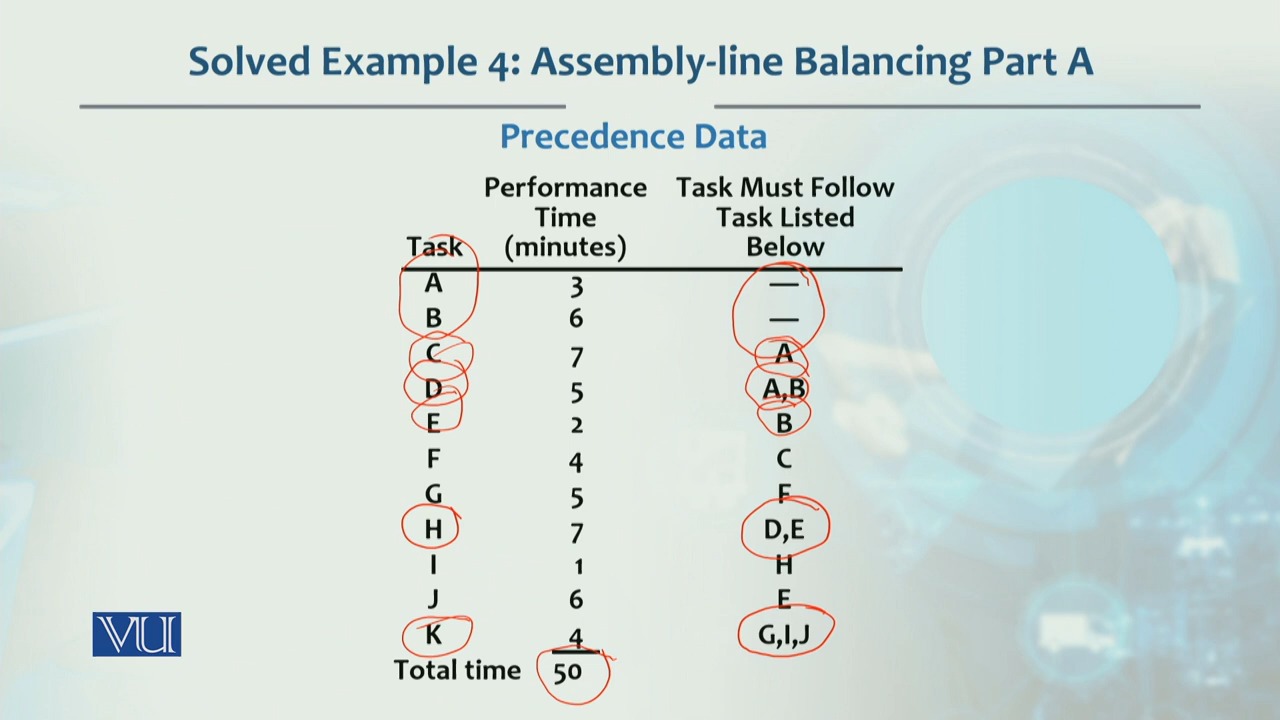 Solved Example 4: Assembly-line Balancing Part A
Precedence Data
Performance Task Must Follow
Time Task Listed
Task (minutes) Below
A 3 —
B 6 —
C 7 A
D 5 A,B
E 2 B
F 4 C
G 5 F
H 7 D,E
I 1 H
J 6 E
K 4 G,I,J
Total time 50
VU